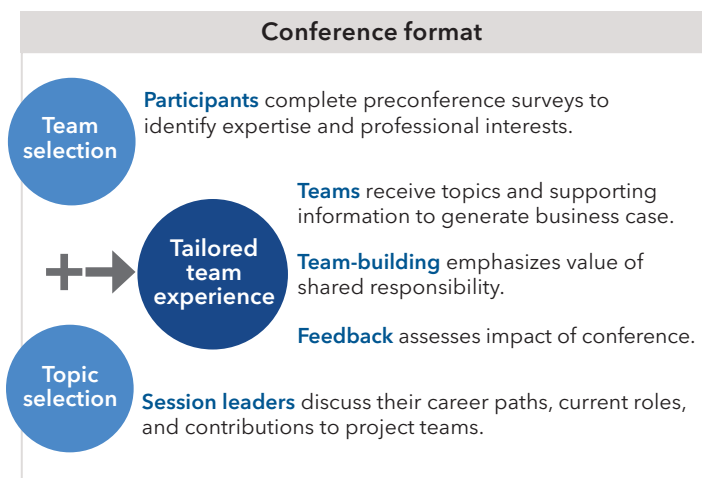 Conference format
Team
selection
Participants complete preconference surveys to
identify expertise and professional interests.
Tailored
team
experience
Teams receive topics and supporting
information to generate business case.
Team-building emphasizes value of
shared responsibility.
Feedback assesses impact of conference.
Topic
selection
Session leaders discuss their career paths, current roles,
and contributions to project teams.